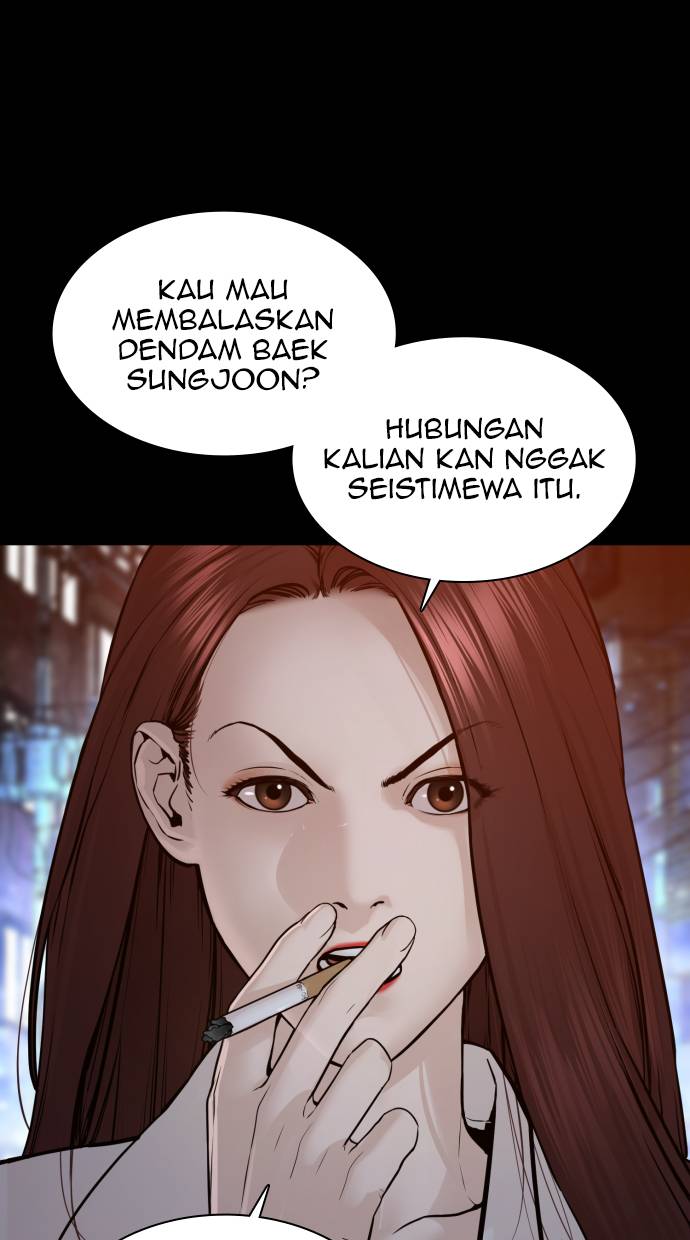 KAU MAU
MEMBALASKAN
DENDAM BAEK
SUNGJOON?
HUBUNGAN
KALIAN KAN NGGAK
SEISTIMEWA ITU.